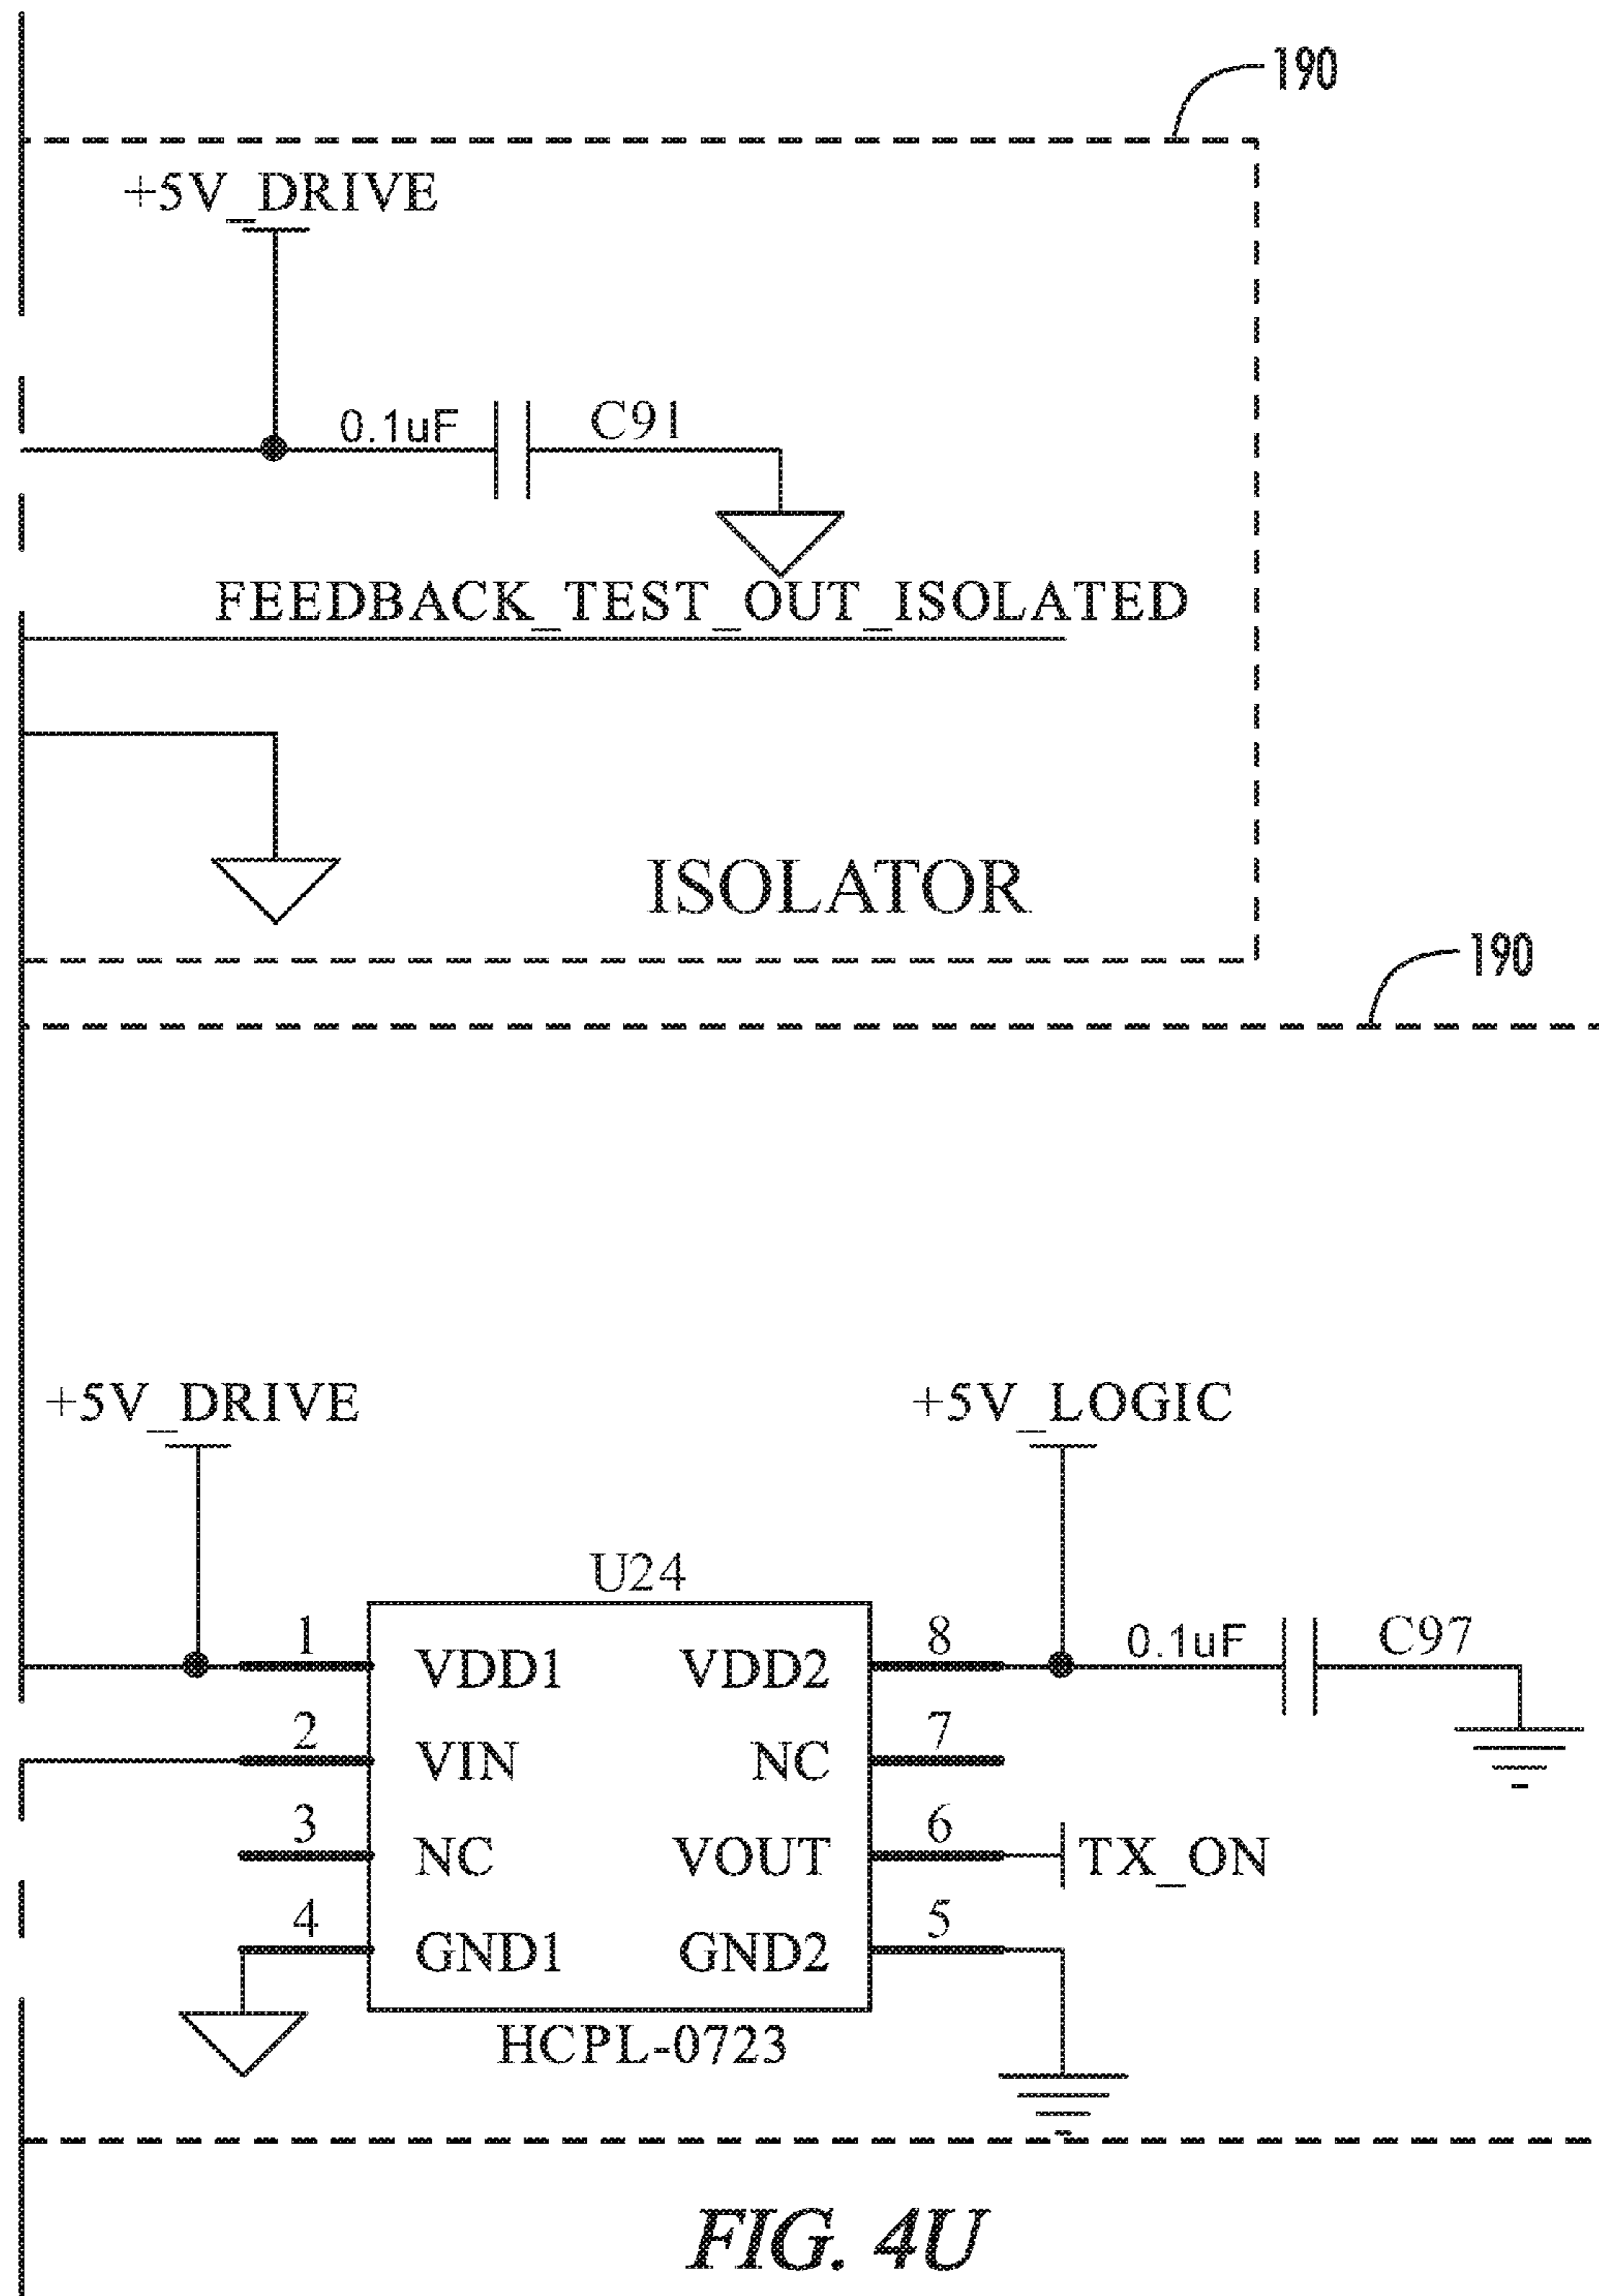 190
+5V_DRIVE
0.1uF
C91
FEEDBACK_TEST_OUT_ISOLATED
ISOLATOR
190
+5V_DRIVE
+5V_LOGIC
U24
1 VDD1 VDD2 8
0.1uF
C97
2 VIN NC 7
3 NC VOUT 6 TX_ON
4 GND1 GND2 5
HCPL-0723
FIG. 4U